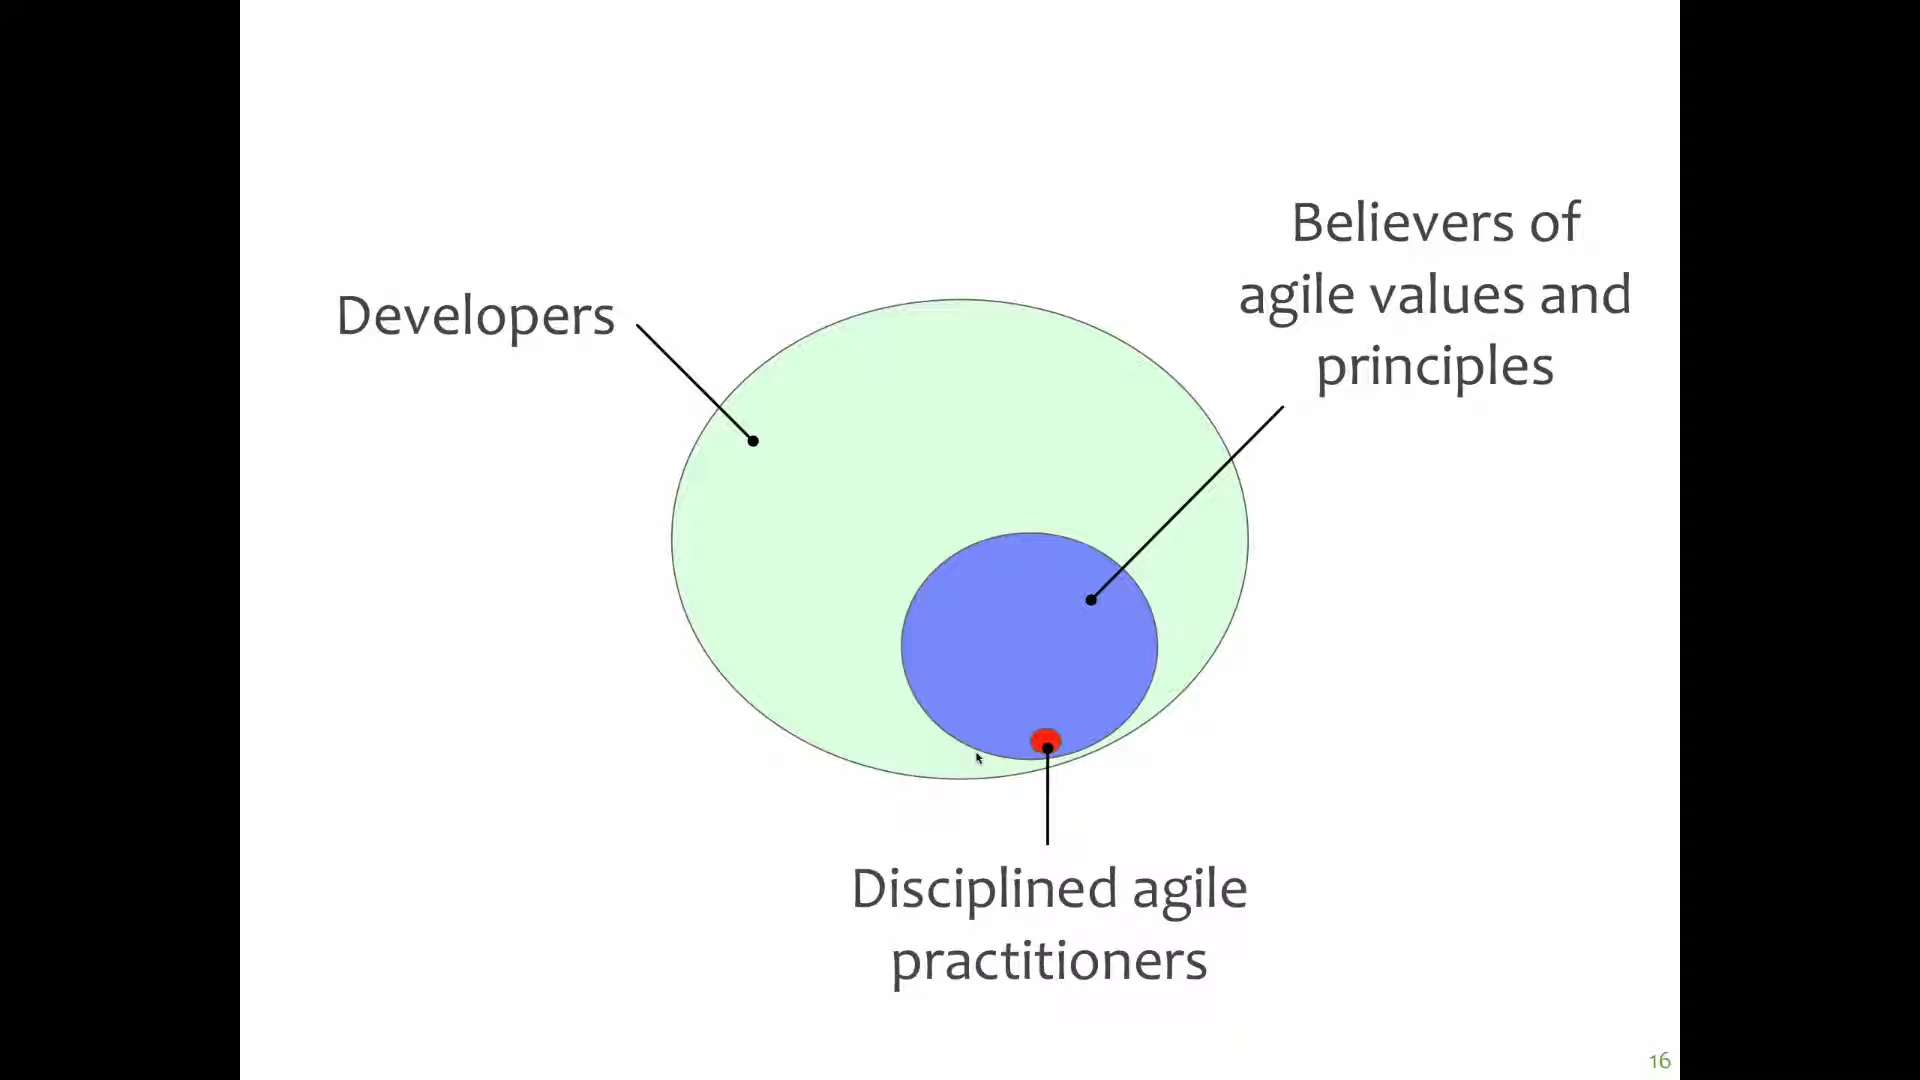 Believers of
agile values and
principles
Developers
Disciplined agile
practitioners
16